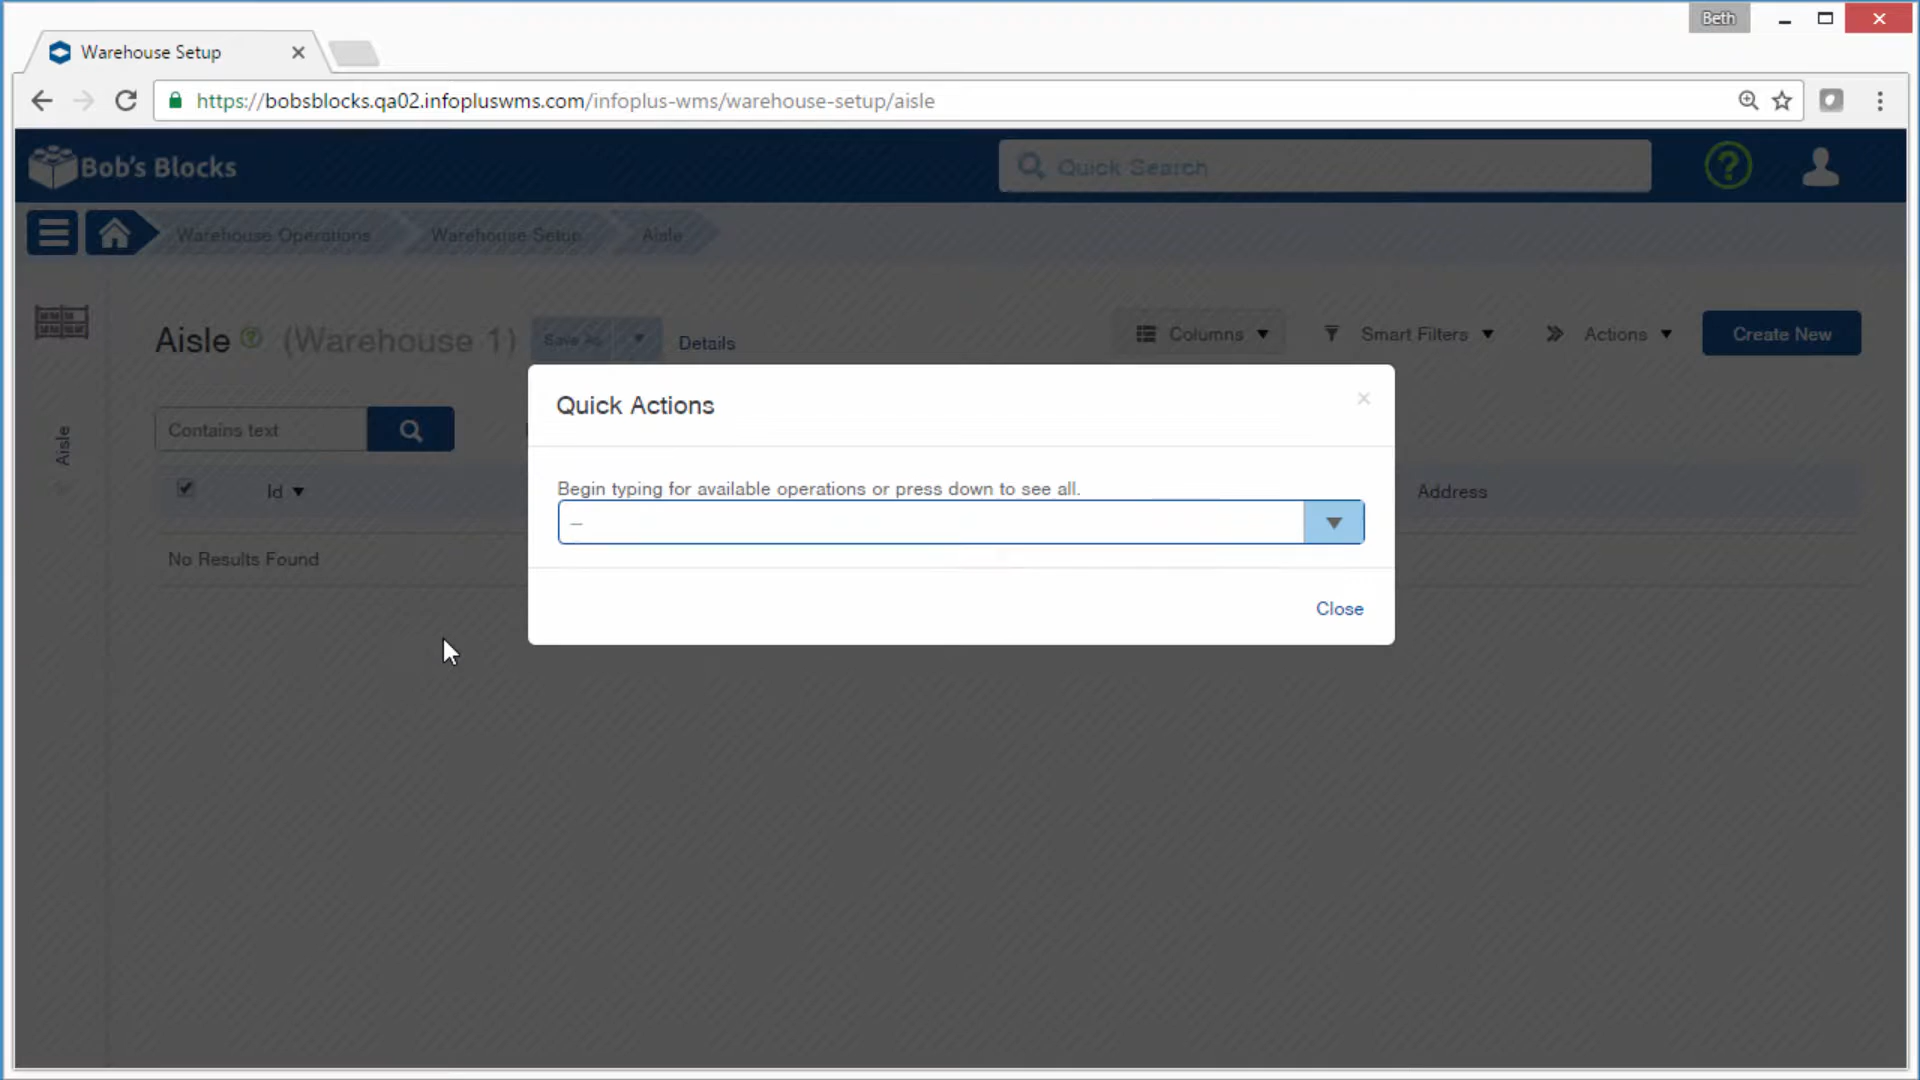 Beth
Warehouse Setup
https://bobsblocks.qa02.infopluswms.com/infoplus-wms/warehouse-setup/aisle
Bob's Blocks
Quick Search
Warehouse Operations
Warehouse Setup
Aisle
Aisle
Aisle (Warehouse 1)
Save As
Details
Columns
Smart Filters
Actions
Create New
Contains text
Id
Address
No Results Found
Quick Actions
Begin typing for available operations or press down to see all.
Close